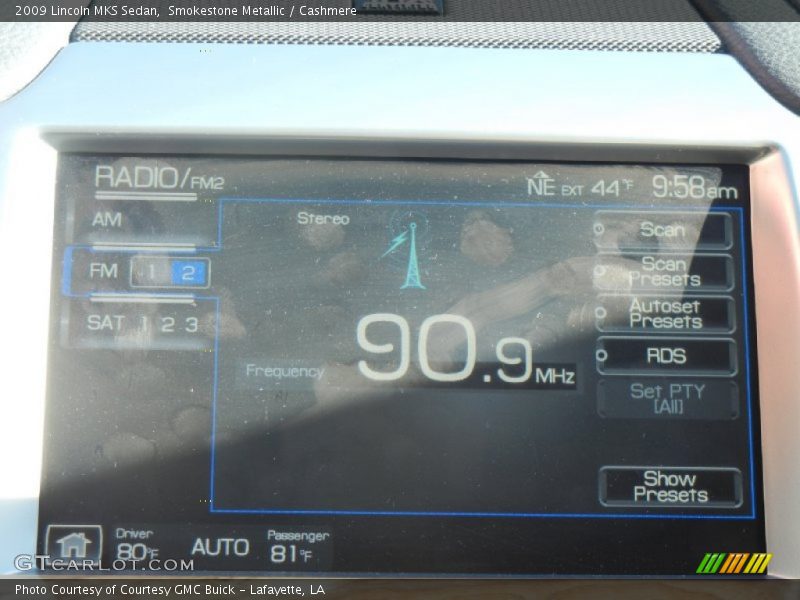 2009 Lincoln MKS Sedan,  Smokestone Metallic / Cashmere
RADIO/FM2
NE EXT 44°F 9:58am
AM
FM 1 2
SAT 1 2 3
Stereo
90.9 MHz
Frequency
Scan
Scan
Presets
Autoset
Presets
RDS
Set PTY
[All]
Show
Presets
Driver
80°F
AUTO
Passenger
81°F
GTcarlot.com
Photo Courtesy of Courtesy GMC Buick - Lafayette, LA